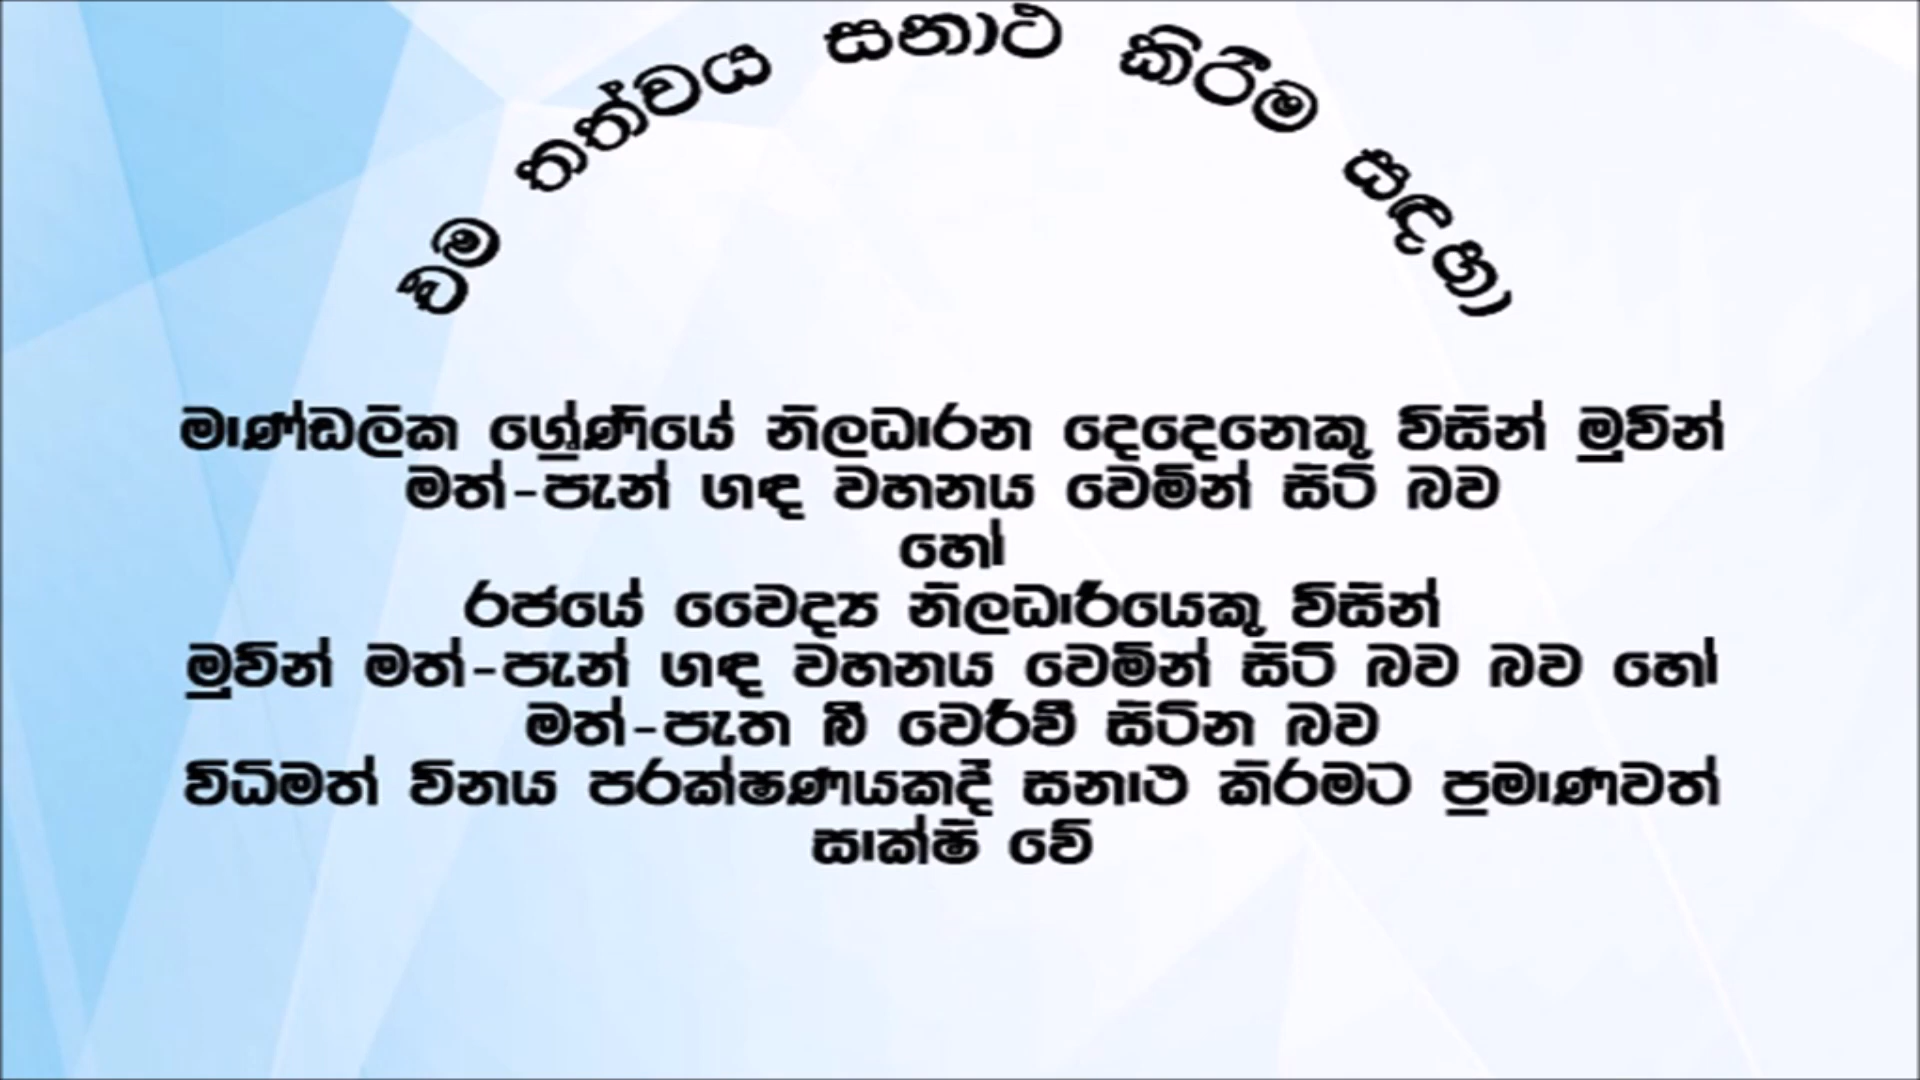 එම තත්වය සනාථ කිරීම සඳහා
මාණ්ඩලික ශ්‍රේණියේ නිලධාරන දෙදෙනෙකු විසින් මුවින්
මත්-පැන් ගඳ වහනය වෙමින් සිටි බව
හෝ
රජයේ වෛද්‍ය නිලධාරියෙකු විසින්
මුවින් මත්-පැන් ගඳ වහනය වෙමින් සිටි බව බව හෝ
මත්-පැත බී වෙරිවී සිටින බව
විධිමත් විනය පරක්ෂණයකදී සනාථ කිරමට ප්‍රමාණවත්
සාක්ෂි වේ